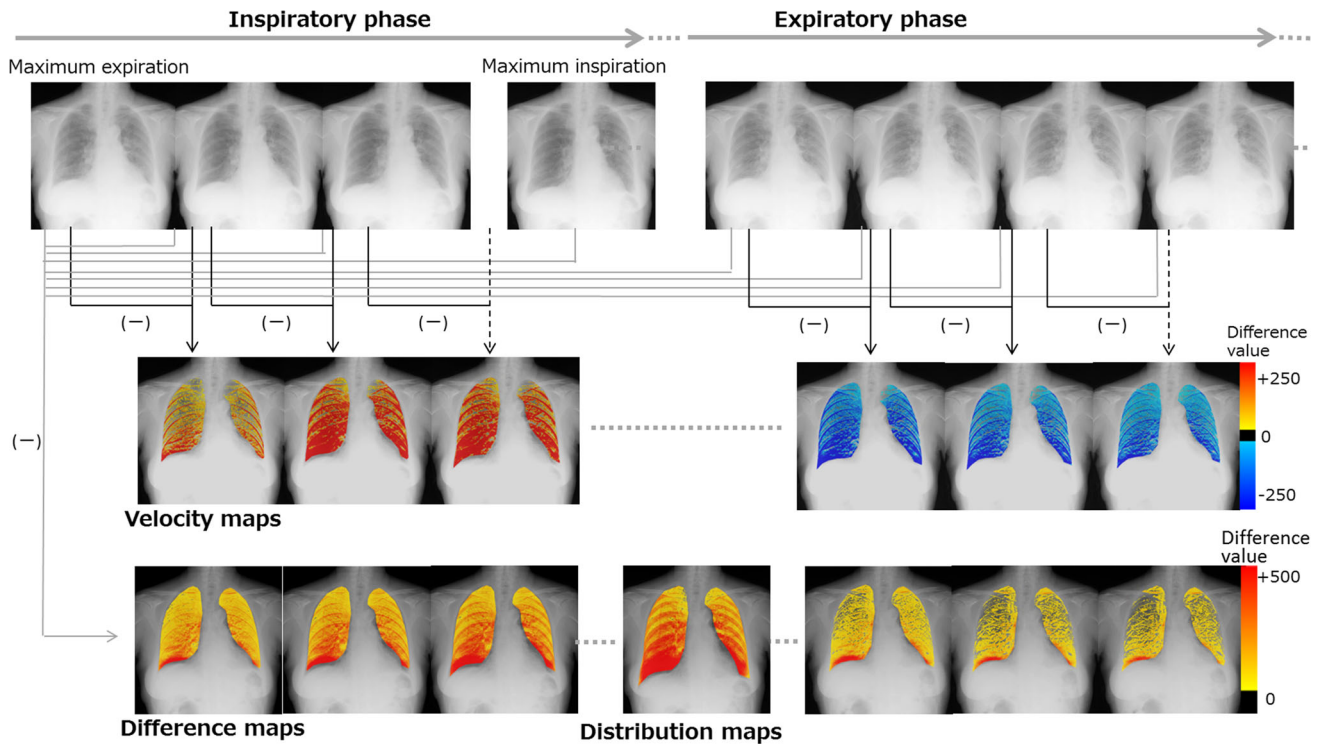 Inspiratory phase
Expiratory phase
Maximum expiration
Maximum inspiration
(−)
(−)
(−)
(−)
(−)
(−)
Difference
value
+250
0
-250
(−)
Velocity maps
Difference
value
+500
0
Difference maps
Distribution maps